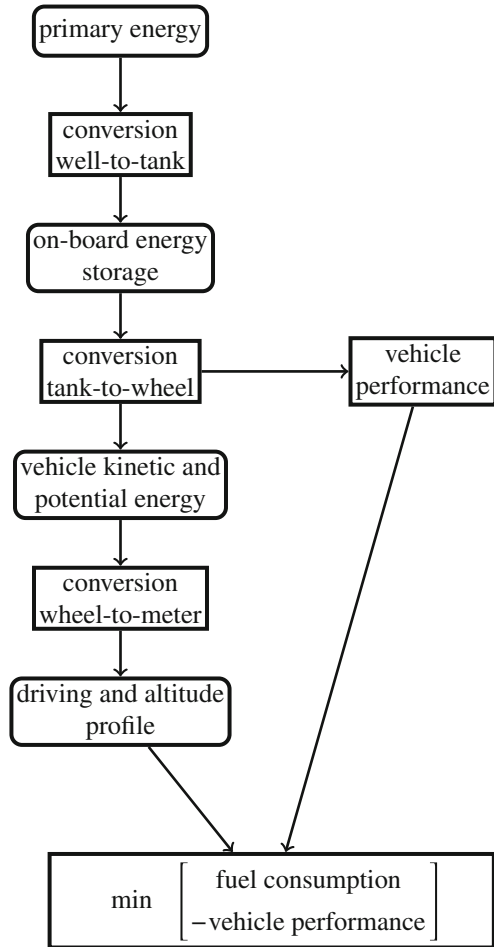 primary energy
conversion
well-to-tank
on-board energy
storage
conversion
tank-to-wheel
vehicle
performance
vehicle kinetic and
potential energy
conversion
wheel-to-meter
driving and altitude
profile
min
fuel consumption
−vehicle performance